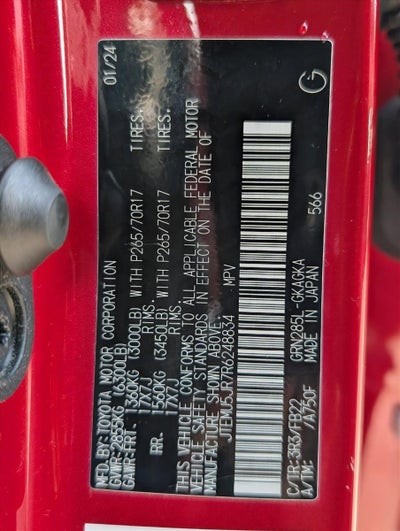 MFD. BY: TOYOTA MOTOR CORPORATION 01/24
GVWR: 2855KG (6300LB)
GAWR: FRT. 1360KG (3000LB) WITH P265/70R17 TIRES.
17X7J RIMS.
RR. 1560KG (3450LB) WITH P265/70R17 TIRES.
17X7J RIMS.
THIS VEHICLE CONFORMS TO ALL APPLICABLE FEDERAL MOTOR
VEHICLE SAFETY STANDARDS IN EFFECT ON THE DATE OF
MANUFACTURE SHOWN ABOVE.
JTEMU5JR7R6248834 MPV
C/TR: 3R3/FB22 GRN285L-GKAGKA 566
A/TM: /A750F MADE IN JAPAN
G